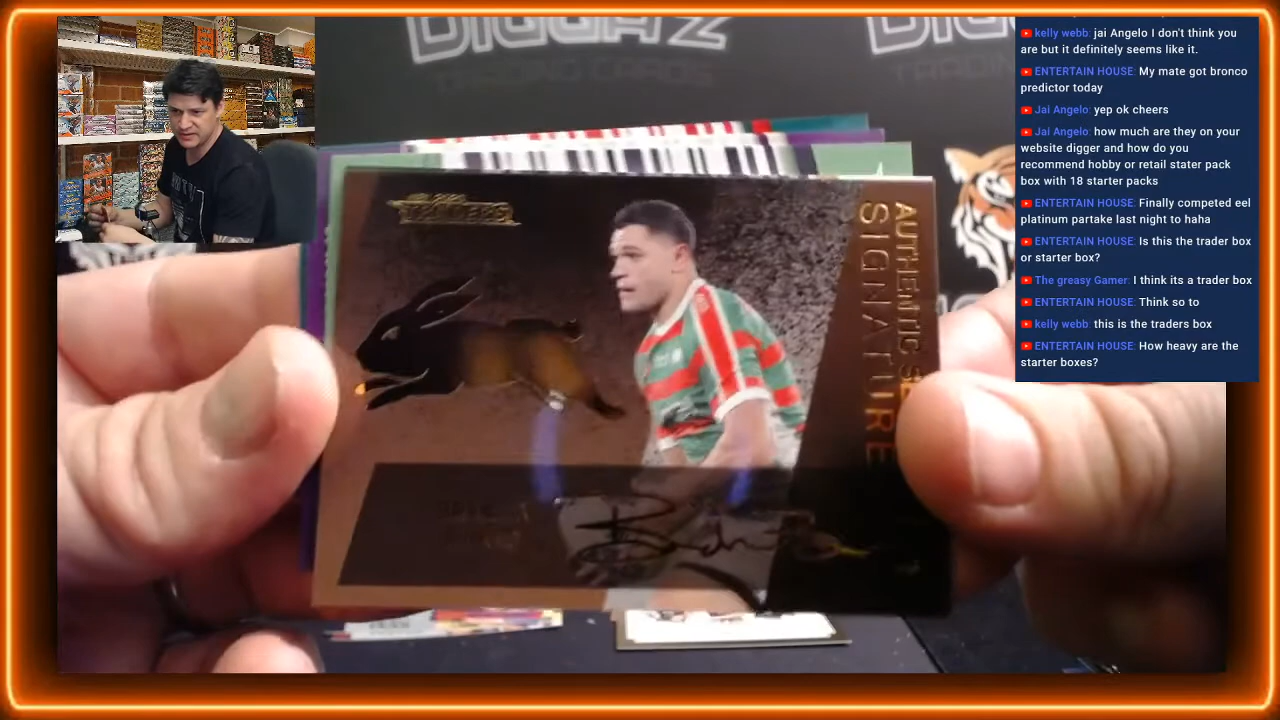 DIGGAZ
TRADING CARDS
TRADERS
AUTHENTIC
SIGNATURE
kelly webb: jai Angelo I don't think you
are but it definitely seems like it.
ENTERTAIN HOUSE: My mate got bronco
predictor today
Jai Angelo: yep ok cheers
Jai Angelo: how much are they on your
website digger and how do you
recommend hobby or retail stater pack
box with 18 starter packs
ENTERTAIN HOUSE: Finally competed eel
platinum partake last night to haha
ENTERTAIN HOUSE: Is this the trader box
or starter box?
The greasy Gamer: I think its a trader box
ENTERTAIN HOUSE: Think so to
kelly webb: this is the traders box
ENTERTAIN HOUSE: How heavy are the
starter boxes?